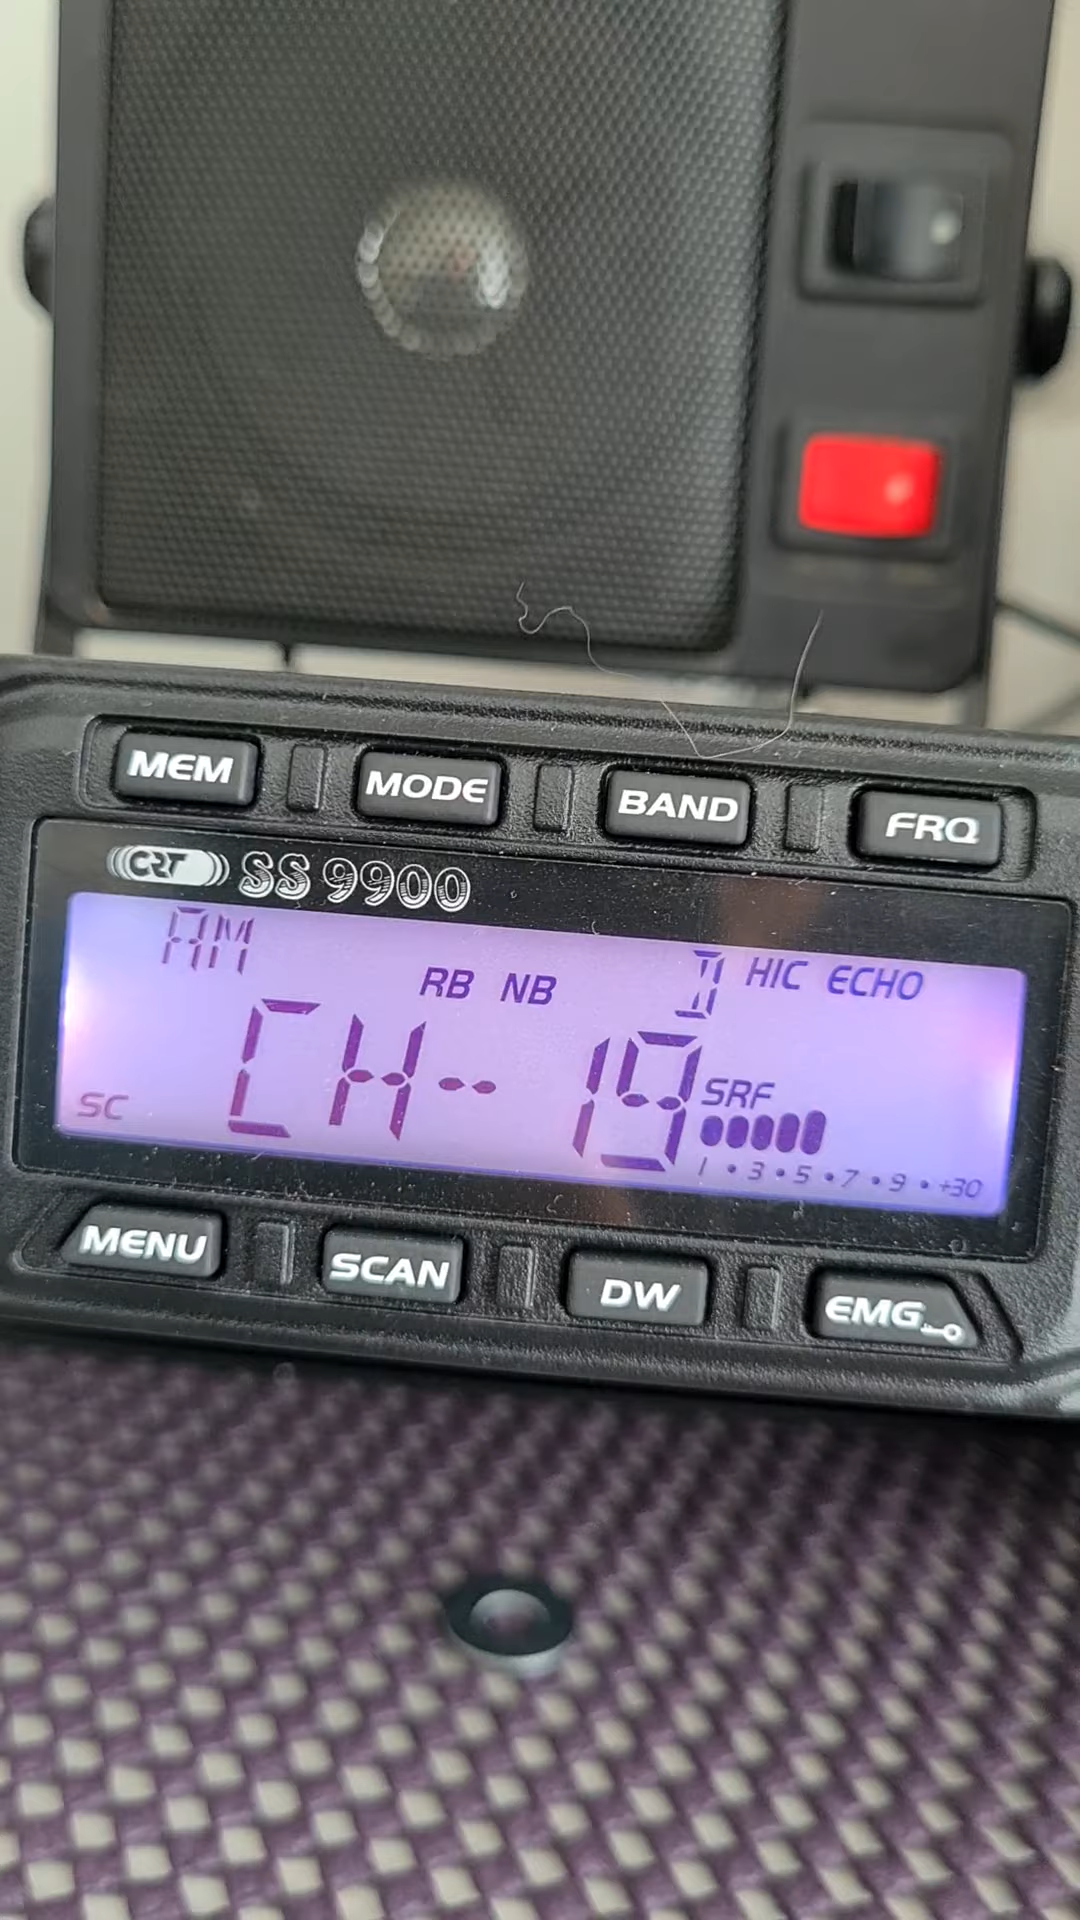 MEM MODE BAND FRQ
CRT SS 9900
AM RB NB D HIC ECHO
CH-- 19
SC SRF
1 • 3 • 5 • 7 • 9 • +30
MENU SCAN DW EMG